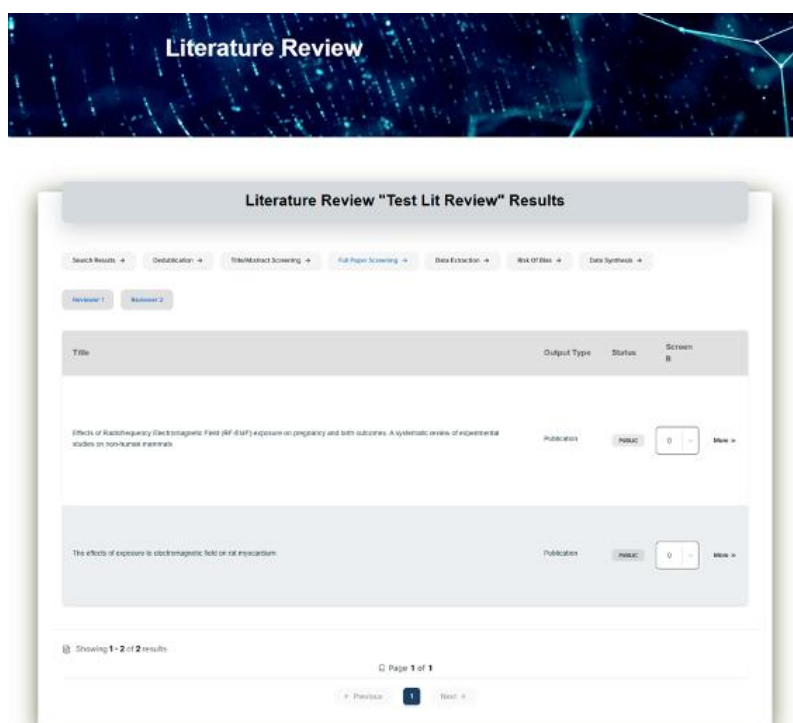 Literature Review
Literature Review "Test Lit Review" Results
Search Results → Deduplication → Title/Abstract Screening → Full Paper Screening → Data Extraction → Risk Of Bias → Data Synthesis →
Reviewer 1 Reviewer 2
Title Output Type Status Screen
B
Effects of Radiofrequency Electromagnetic Field (RF-EMF) exposure on pregnancy and birth outcomes. A systematic review of experimental
studies on non-human mammals
Publication PUBLIC 0 More »
The effects of exposure to electromagnetic field on rat myocardium Publication PUBLIC 0 More »
Showing 1 - 2 of 2 results
Page 1 of 1
← Previous 1 Next →